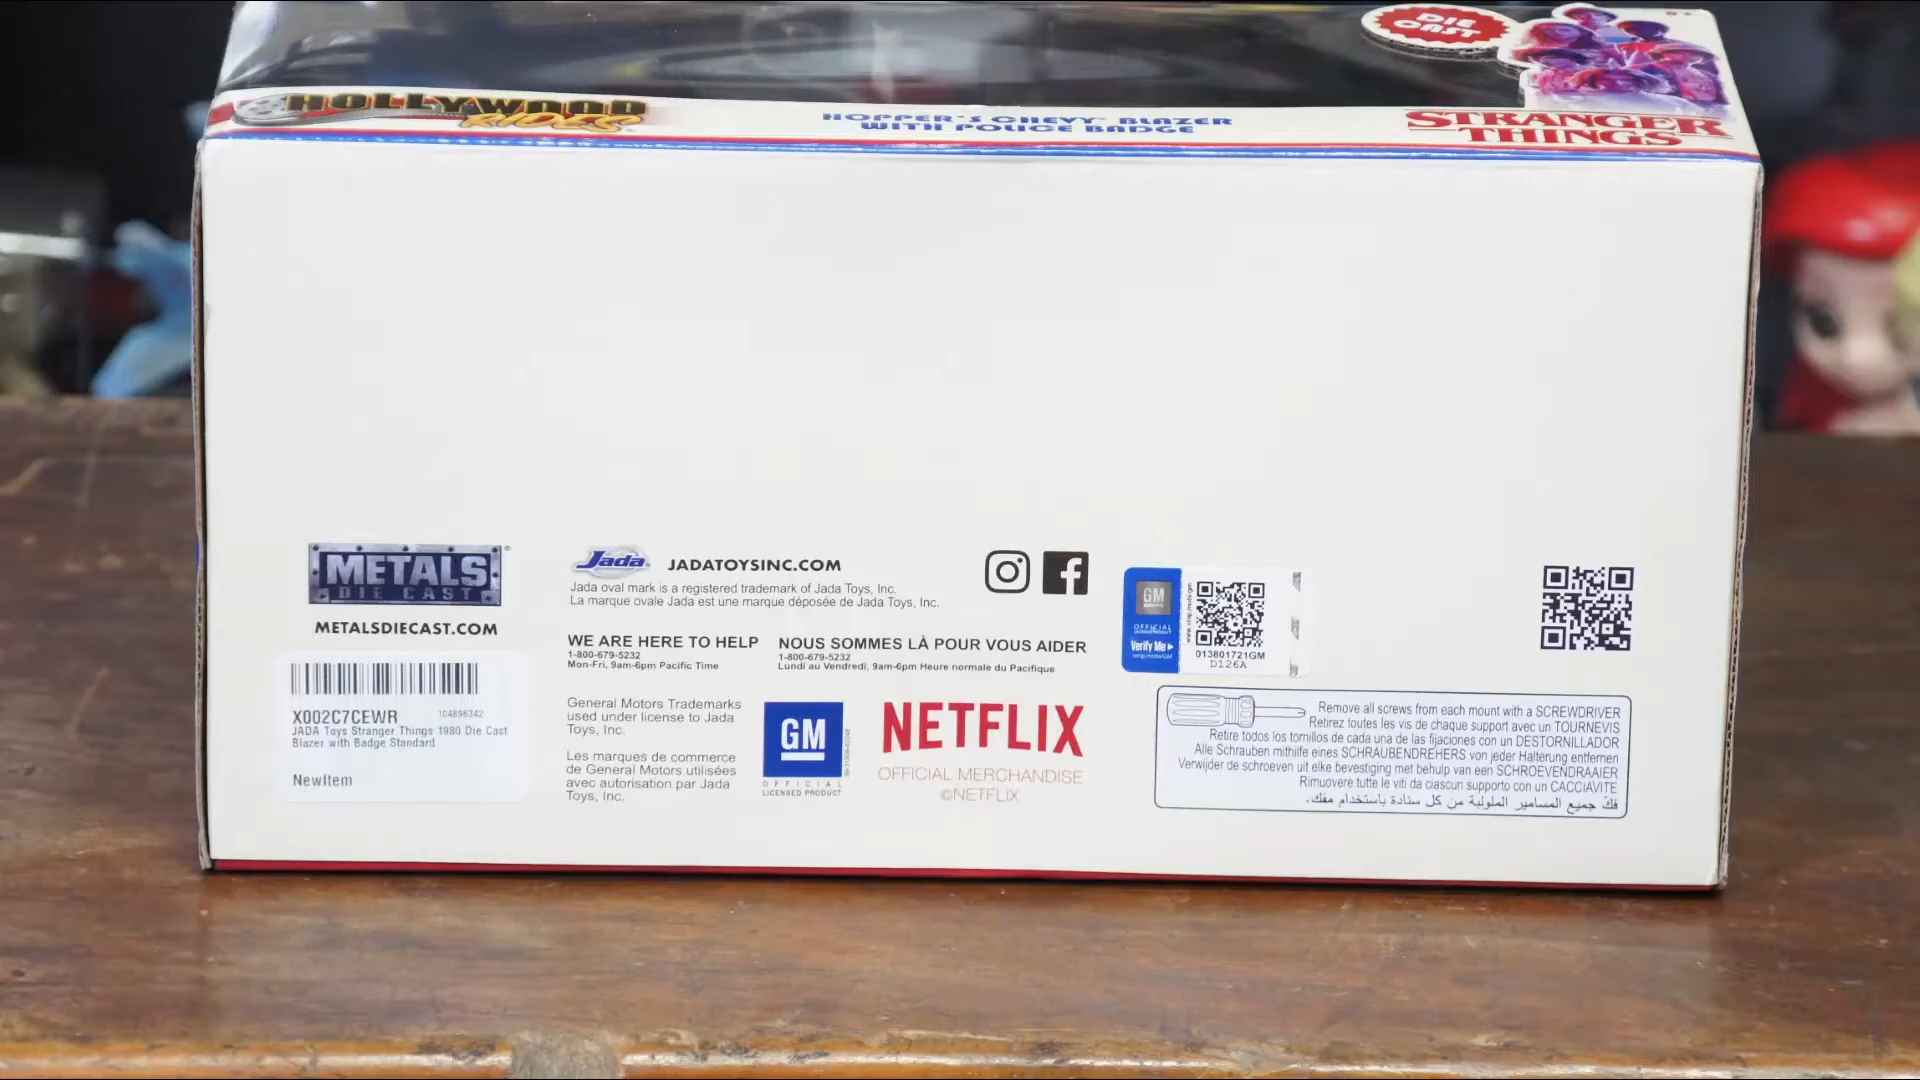 DIE
CAST
HOLLYWOOD
RIDES
HOPPER'S CHEVY BLAZER
WITH POLICE BADGE
STRANGER
THINGS
METALS
DIE CAST
METALSDIECAST.COM
Jada
JADATOYSINC.COM
Jada oval mark is a registered trademark of Jada Toys, Inc.
La marque ovale Jada est une marque déposée de Jada Toys, Inc.
WE ARE HERE TO HELP
1-800-679-5232
Mon-Fri, 9am-6pm Pacific Time
NOUS SOMMES LÀ POUR VOUS AIDER
1-800-679-5232
Lundi au Vendredi, 9am-6pm Heure normale du Pacifique
GM
OFFICIAL
Verify Me
013801721GM
D126A
X002C7CEWR
104896342
JADA Toys Stranger Things 1980 Die Cast
Blazer with Badge Standard
NewItem
General Motors Trademarks
used under license to Jada
Toys, Inc.
Les marques de commerce
de General Motors utilisées
avec autorisation par Jada
Toys, Inc.
GM
OFFICIAL
LICENSED PRODUCT
NETFLIX
OFFICIAL MERCHANDISE
©NETFLIX
Remove all screws from each mount with a SCREWDRIVER
Retirez toutes les vis de chaque support avec un TOURNEVIS
Retire todos los tornillos de cada una de las fijaciones con un DESTORNILLADOR
Alle Schrauben mithilfe eines SCHRAUBENDREHERS von jeder Halterung entfernen
Verwijder de schroeven uit elke bevestiging met behulp van een SCHROEVENDRAAIER
Rimuovere tutte le viti da ciascun supporto con un CACCIAVITE
فكّ جميع المسامير الملولبة من كل سنادة باستخدام مفك.